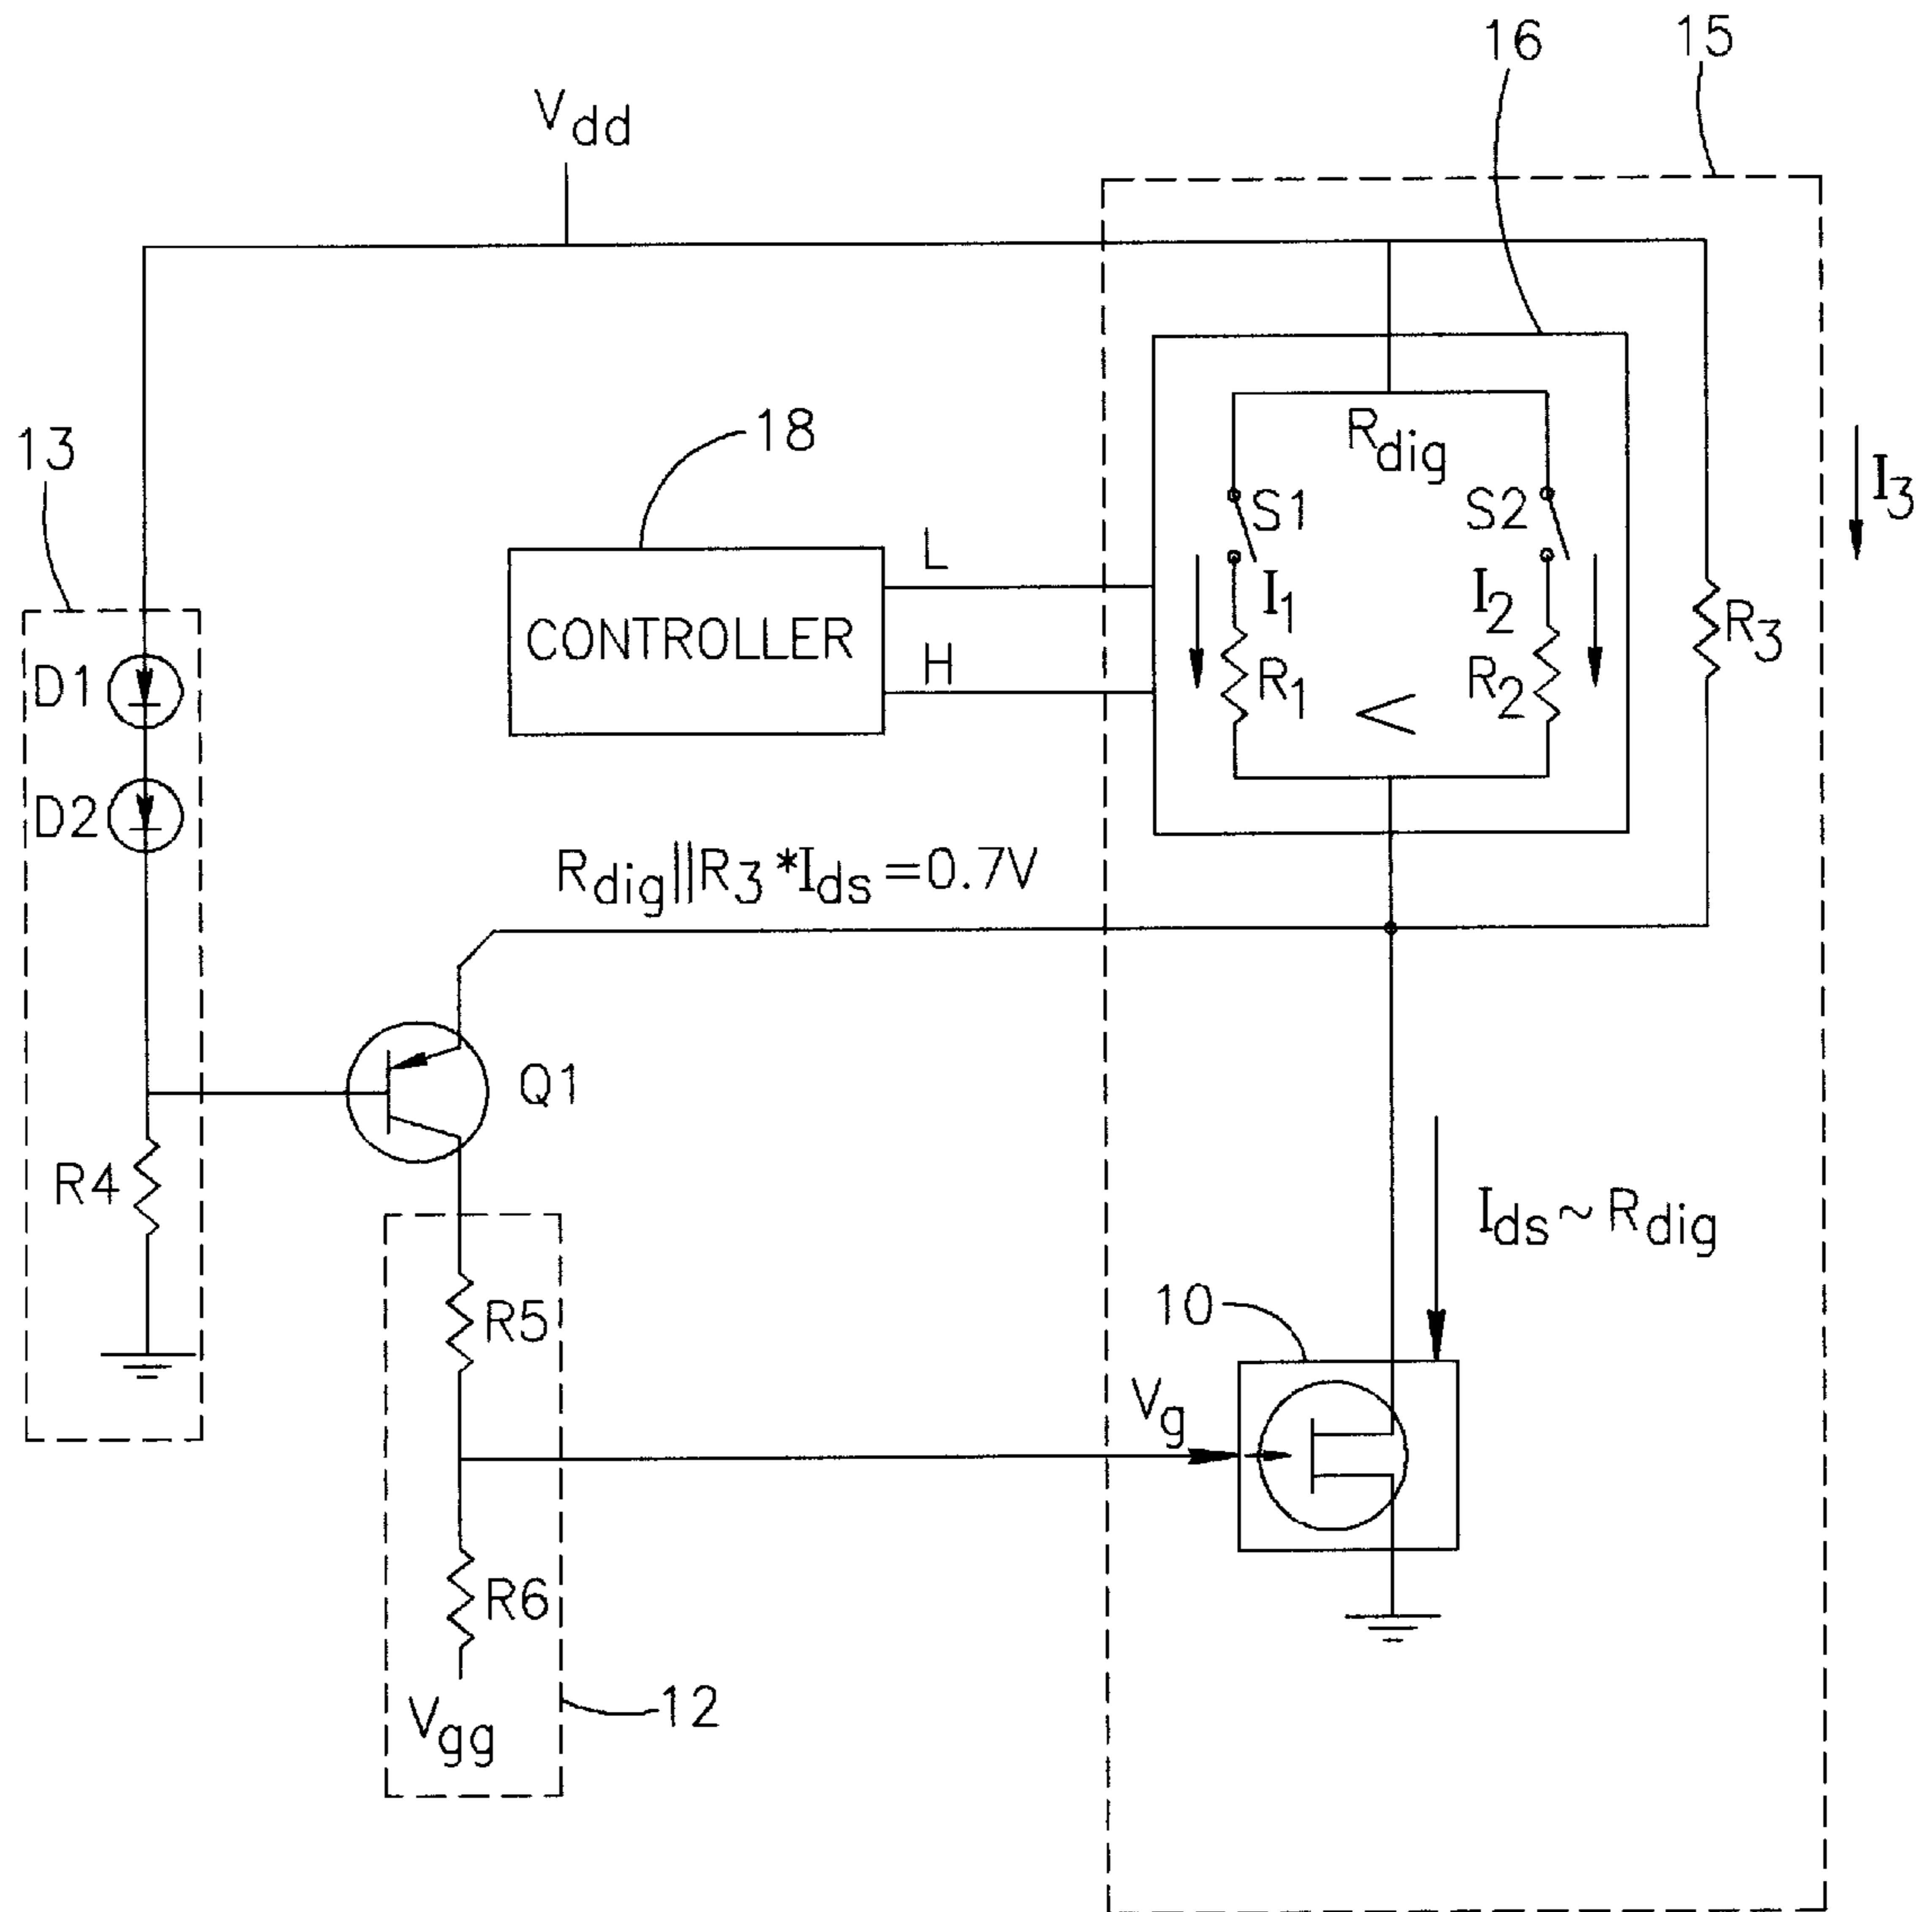 16
15
Vdd
18
13
Rdig
S1
S2
I3
L
I1
I2
CONTROLLER
R3
D1
H
R1
<
R2
D2
Rdig||R3*Ids=0.7V
Q1
R4
Ids~Rdig
10
R5
Vg
R6
12
Vgg